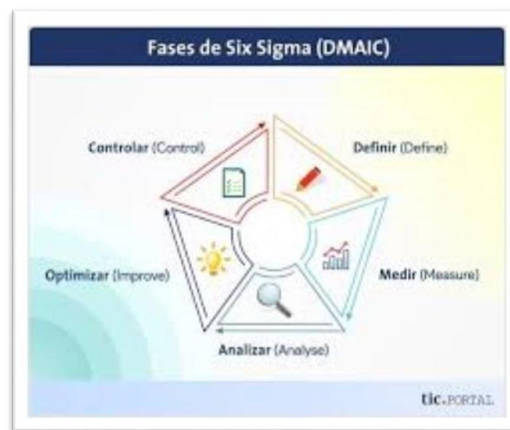 Fases de Six Sigma (DMAIC)
Controlar (Control)
Definir (Define)
Optimizar (Improve)
Medir (Measure)
Analizar (Analyse)
tic.PORTAL